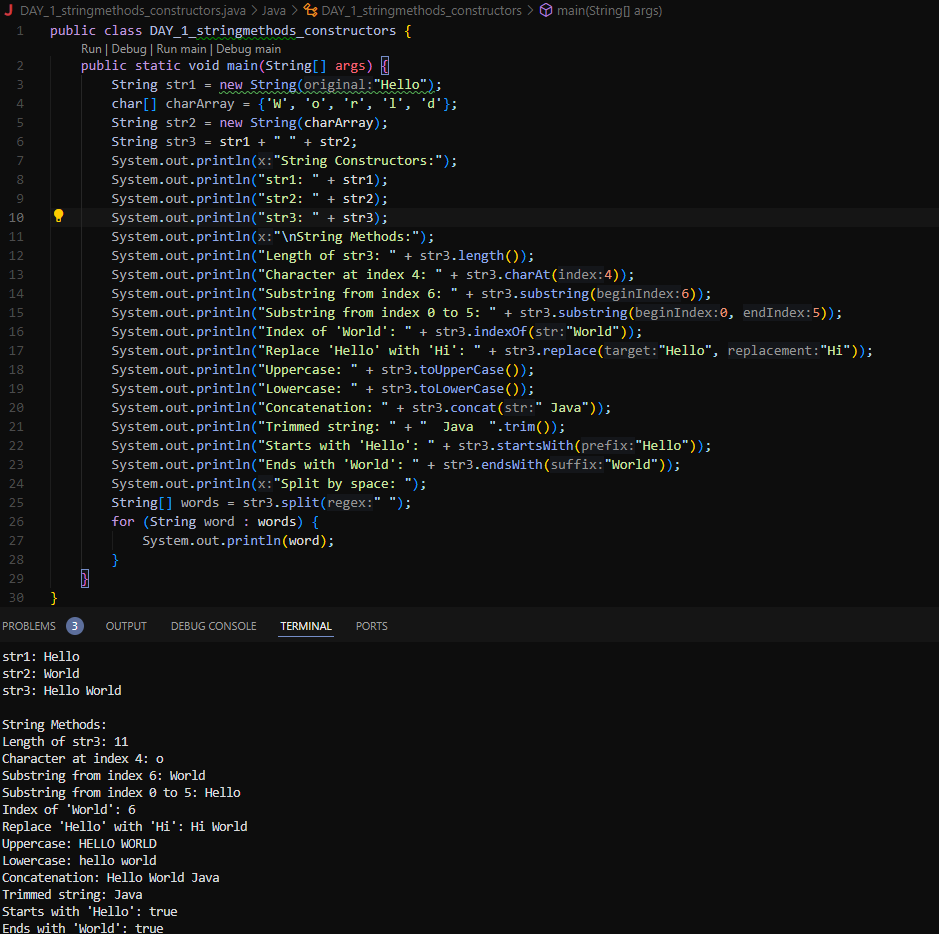 J DAY_1_stringmethods_constructors.java > Java > DAY_1_stringmethods_constructors > main(String[] args)
1 public class DAY_1_stringmethods_constructors {
Run | Debug | Run main | Debug main
2 public static void main(String[] args) {
3 String str1 = new String(original:"Hello");
4 char[] charArray = {'W', 'o', 'r', 'l', 'd'};
5 String str2 = new String(charArray);
6 String str3 = str1 + " " + str2;
7 System.out.println(x:"String Constructors:");
8 System.out.println("str1: " + str1);
9 System.out.println("str2: " + str2);
10 System.out.println("str3: " + str3);
11 System.out.println(x:"\nString Methods:");
12 System.out.println("Length of str3: " + str3.length());
13 System.out.println("Character at index 4: " + str3.charAt(index:4));
14 System.out.println("Substring from index 6: " + str3.substring(beginIndex:6));
15 System.out.println("Substring from index 0 to 5: " + str3.substring(beginIndex:0, endIndex:5));
16 System.out.println("Index of 'World': " + str3.indexOf(str:"World"));
17 System.out.println("Replace 'Hello' with 'Hi': " + str3.replace(target:"Hello", replacement:"Hi"));
18 System.out.println("Uppercase: " + str3.toUpperCase());
19 System.out.println("Lowercase: " + str3.toLowerCase());
20 System.out.println("Concatenation: " + str3.concat(str:" Java"));
21 System.out.println("Trimmed string: " + "  Java  ".trim());
22 System.out.println("Starts with 'Hello': " + str3.startsWith(prefix:"Hello"));
23 System.out.println("Ends with 'World': " + str3.endsWith(suffix:"World"));
24 System.out.println(x:"Split by space: ");
25 String[] words = str3.split(regex:" ");
26 for (String word : words) {
27 System.out.println(word);
28 }
29 }
30 }
PROBLEMS 3 OUTPUT DEBUG CONSOLE TERMINAL PORTS
str1: Hello
str2: World
str3: Hello World
String Methods:
Length of str3: 11
Character at index 4: o
Substring from index 6: World
Substring from index 0 to 5: Hello
Index of 'World': 6
Replace 'Hello' with 'Hi': Hi World
Uppercase: HELLO WORLD
Lowercase: hello world
Concatenation: Hello World Java
Trimmed string: Java
Starts with 'Hello': true
Ends with 'World': true